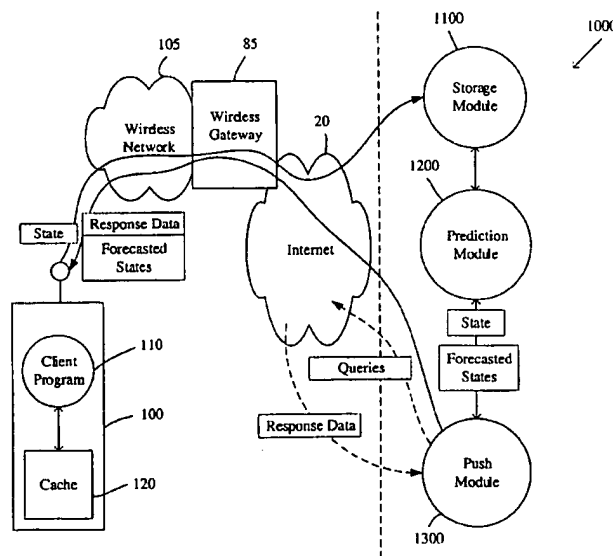 105
85
1100
1000
Storage
Module
Wireless
Network
Wireless
Gateway
20
1200
Prediction
Module
State
Response Data
Forecasted
States
Internet
State
Forecasted
States
110
Client
Program
100
Queries
Response Data
Cache
120
Push
Module
1300